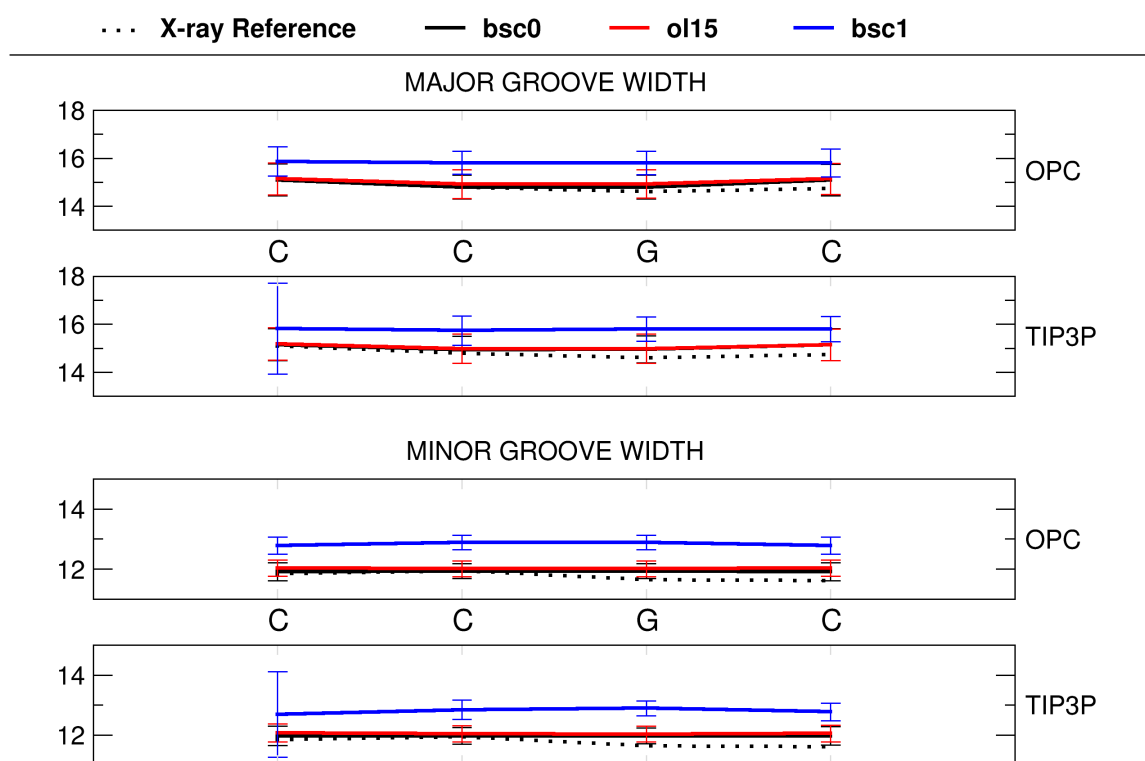 X-ray Reference bsc0 ol15 bsc1
MAJOR GROOVE WIDTH
18
16
14
OPC
C C G C
18
16
14
TIP3P
MINOR GROOVE WIDTH
14
12
OPC
C C G C
14
12
TIP3P